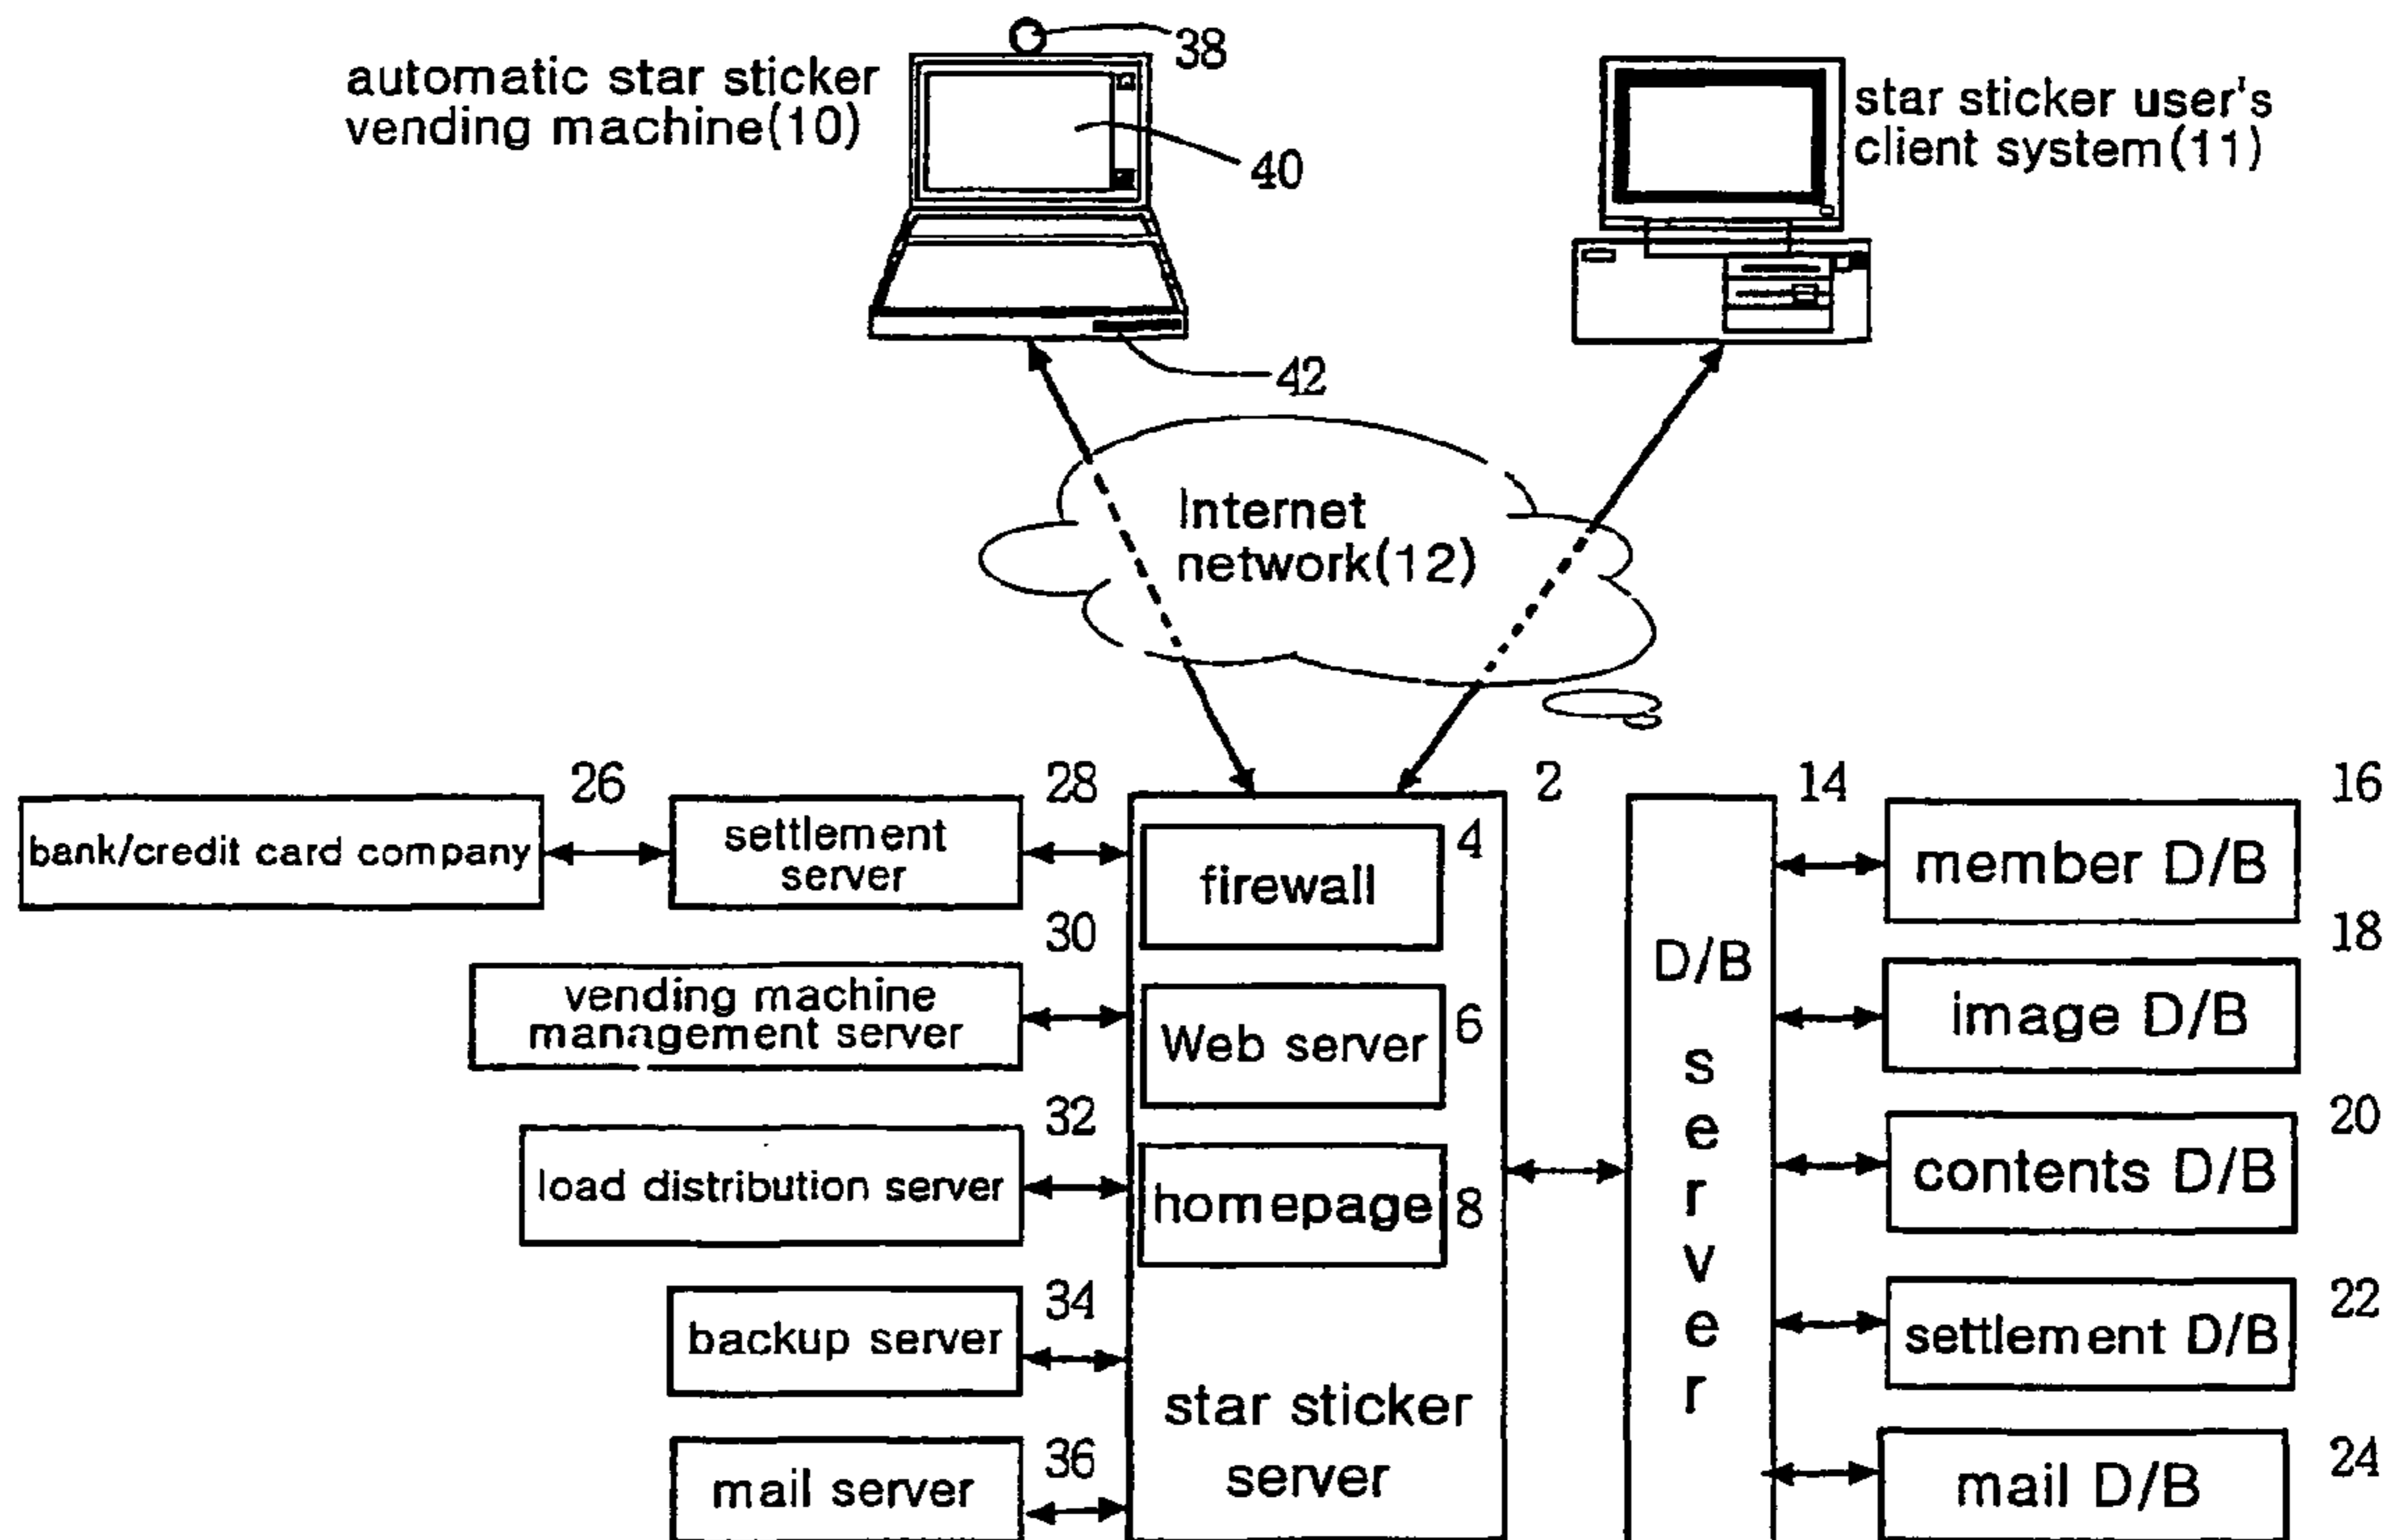 38
automatic star sticker
vending machine(10)
40
star sticker user's
client system(11)
42
Internet
network(12)
26
28
2
14
16
bank/credit card company
settlement
server
4
firewall
member D/B
30
18
vending machine
management server
6
Web server
D/B
server
image D/B
32
20
load distribution server
homepage
8
contents D/B
34
22
backup server
settlement D/B
star sticker
server
36
24
mail server
mail D/B